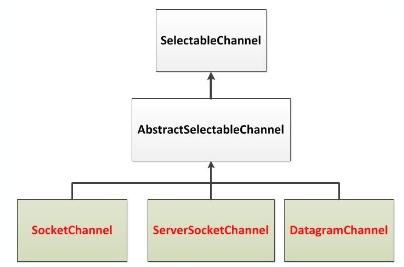 SelectableChannel
AbstractSelectableChannel
SocketChannel
ServerSocketChannel
DatagramChannel